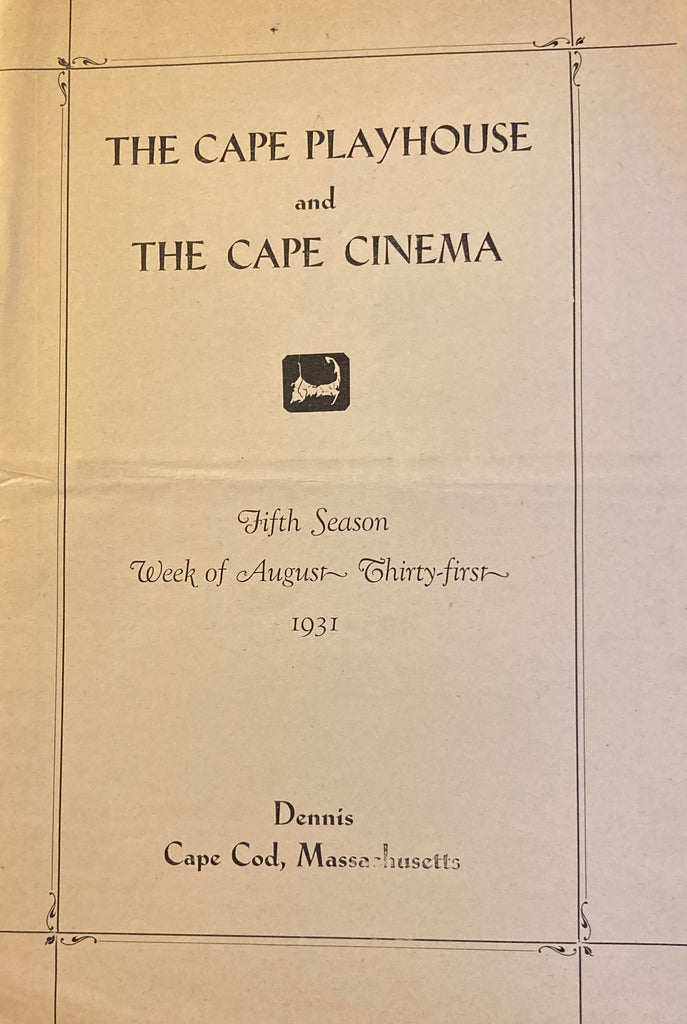 THE CAPE PLAYHOUSE
and
THE CAPE CINEMA
Fifth Season
Week of August Thirty-first
1931
Dennis
Cape Cod, Massachusetts